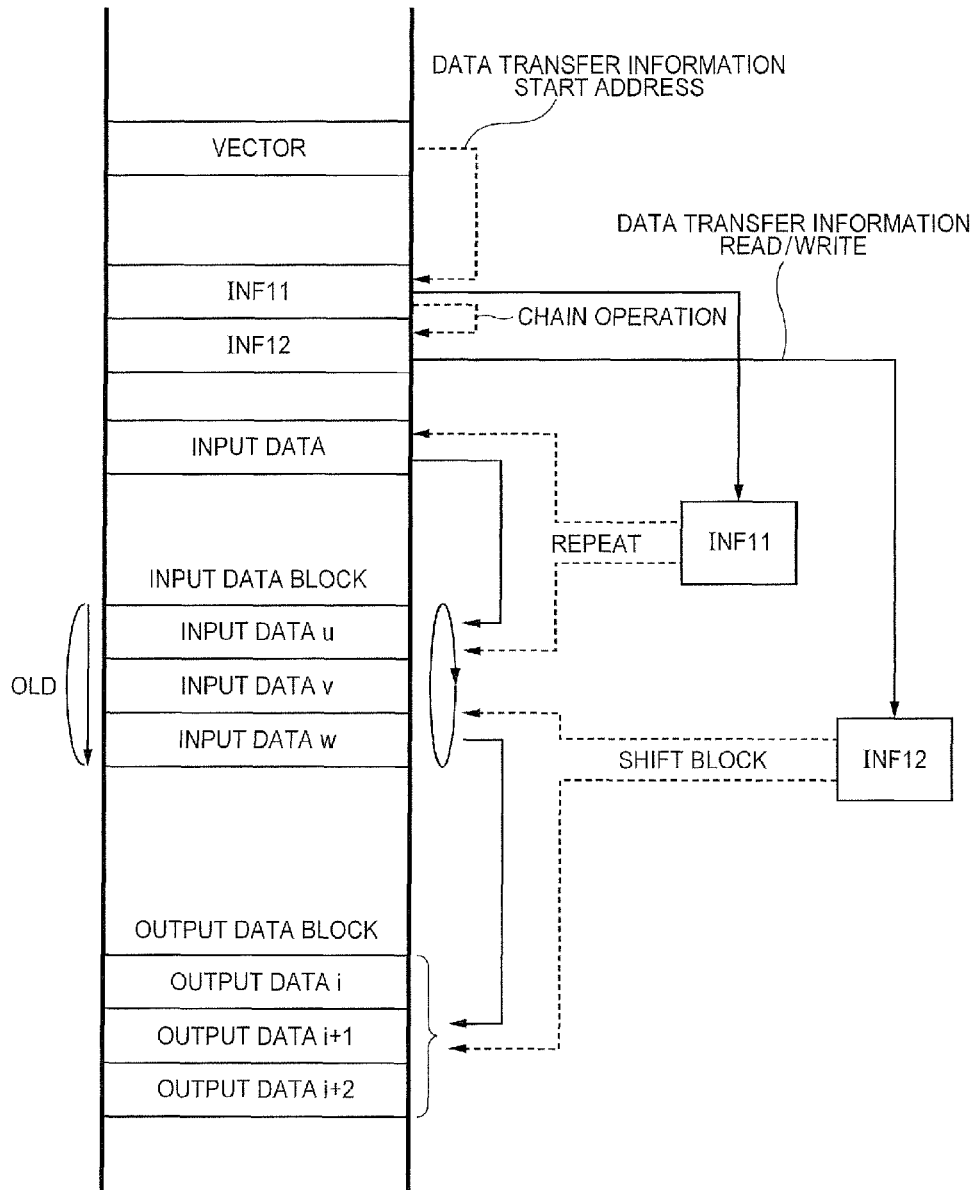 DATA TRANSFER INFORMATION
START ADDRESS
VECTOR
DATA TRANSFER INFORMATION
READ/WRITE
INF11
CHAIN OPERATION
INF12
INPUT DATA
REPEAT
INF11
INPUT DATA BLOCK
INPUT DATA u
OLD
INPUT DATA v
INPUT DATA w
SHIFT BLOCK
INF12
OUTPUT DATA BLOCK
OUTPUT DATA i
OUTPUT DATA i+1
OUTPUT DATA i+2